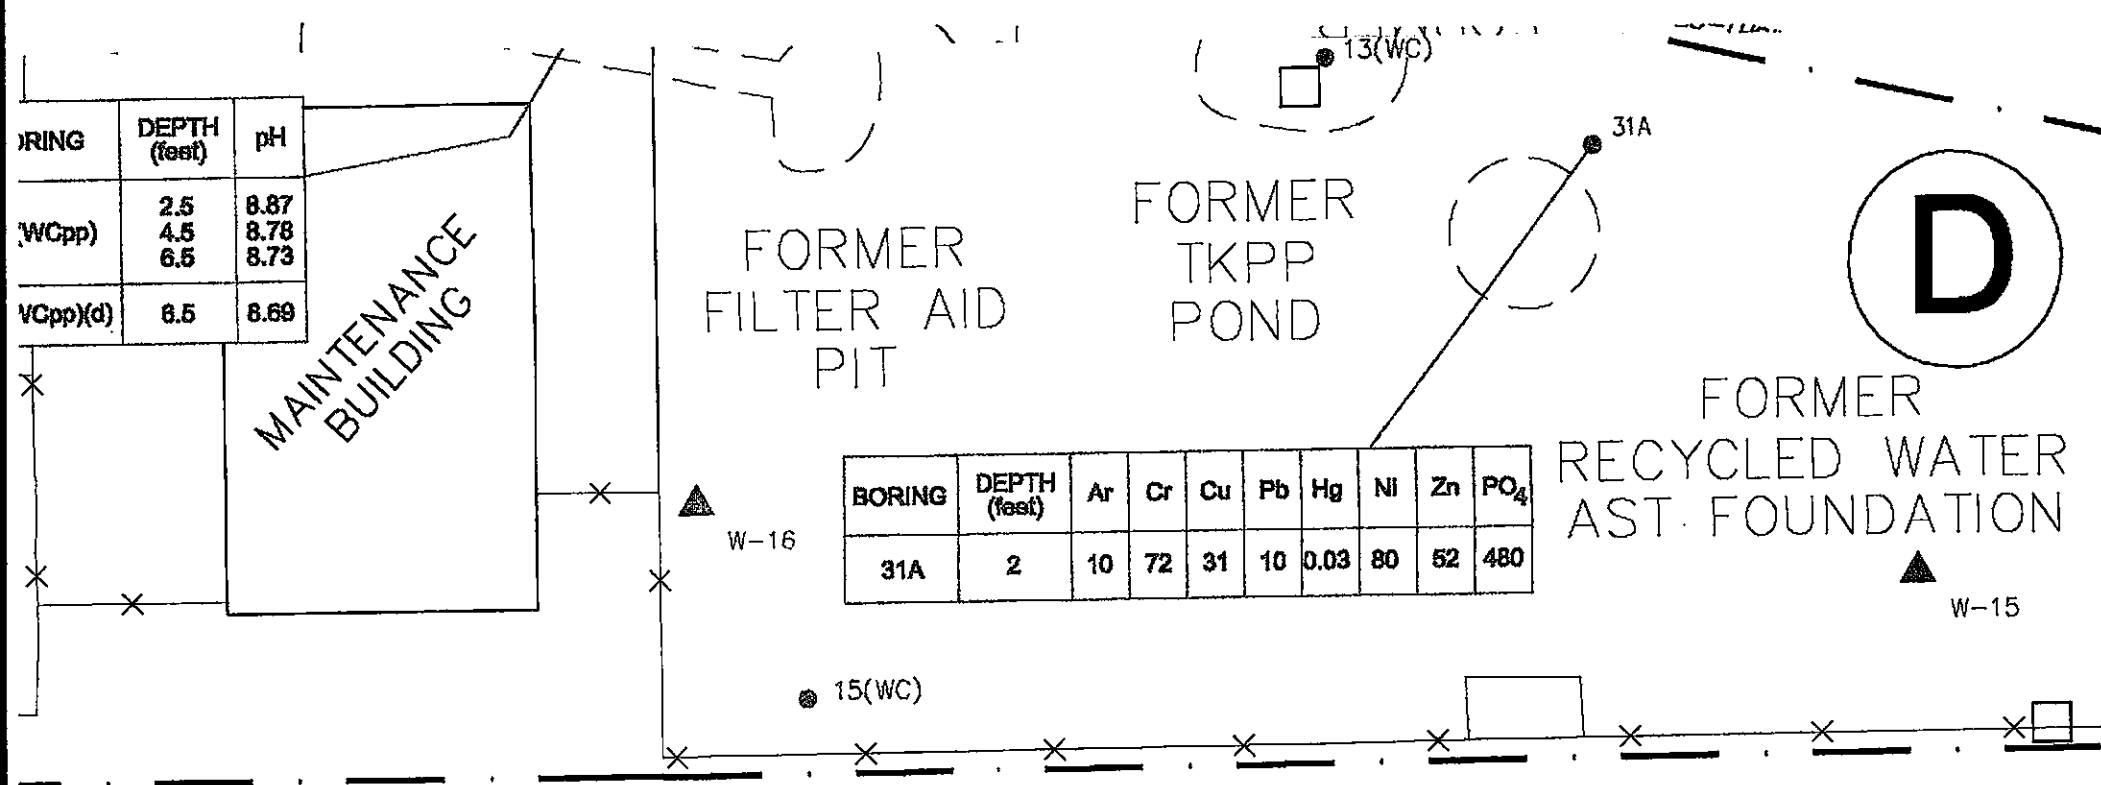 13(WC)
31A
ORING DEPTH (feet) pH
(WCpp) 2.5 8.87
4.5 8.78
6.5 8.73
WCpp)(d) 6.5 8.69
MAINTENANCE
BUILDING
FORMER
FILTER AID
PIT
FORMER
TKPP
POND
D
FORMER
RECYCLED WATER
AST FOUNDATION
BORING DEPTH (feet) Ar Cr Cu Pb Hg Ni Zn PO4
31A 2 10 72 31 10 0.03 80 52 480
W-16
W-15
15(WC)